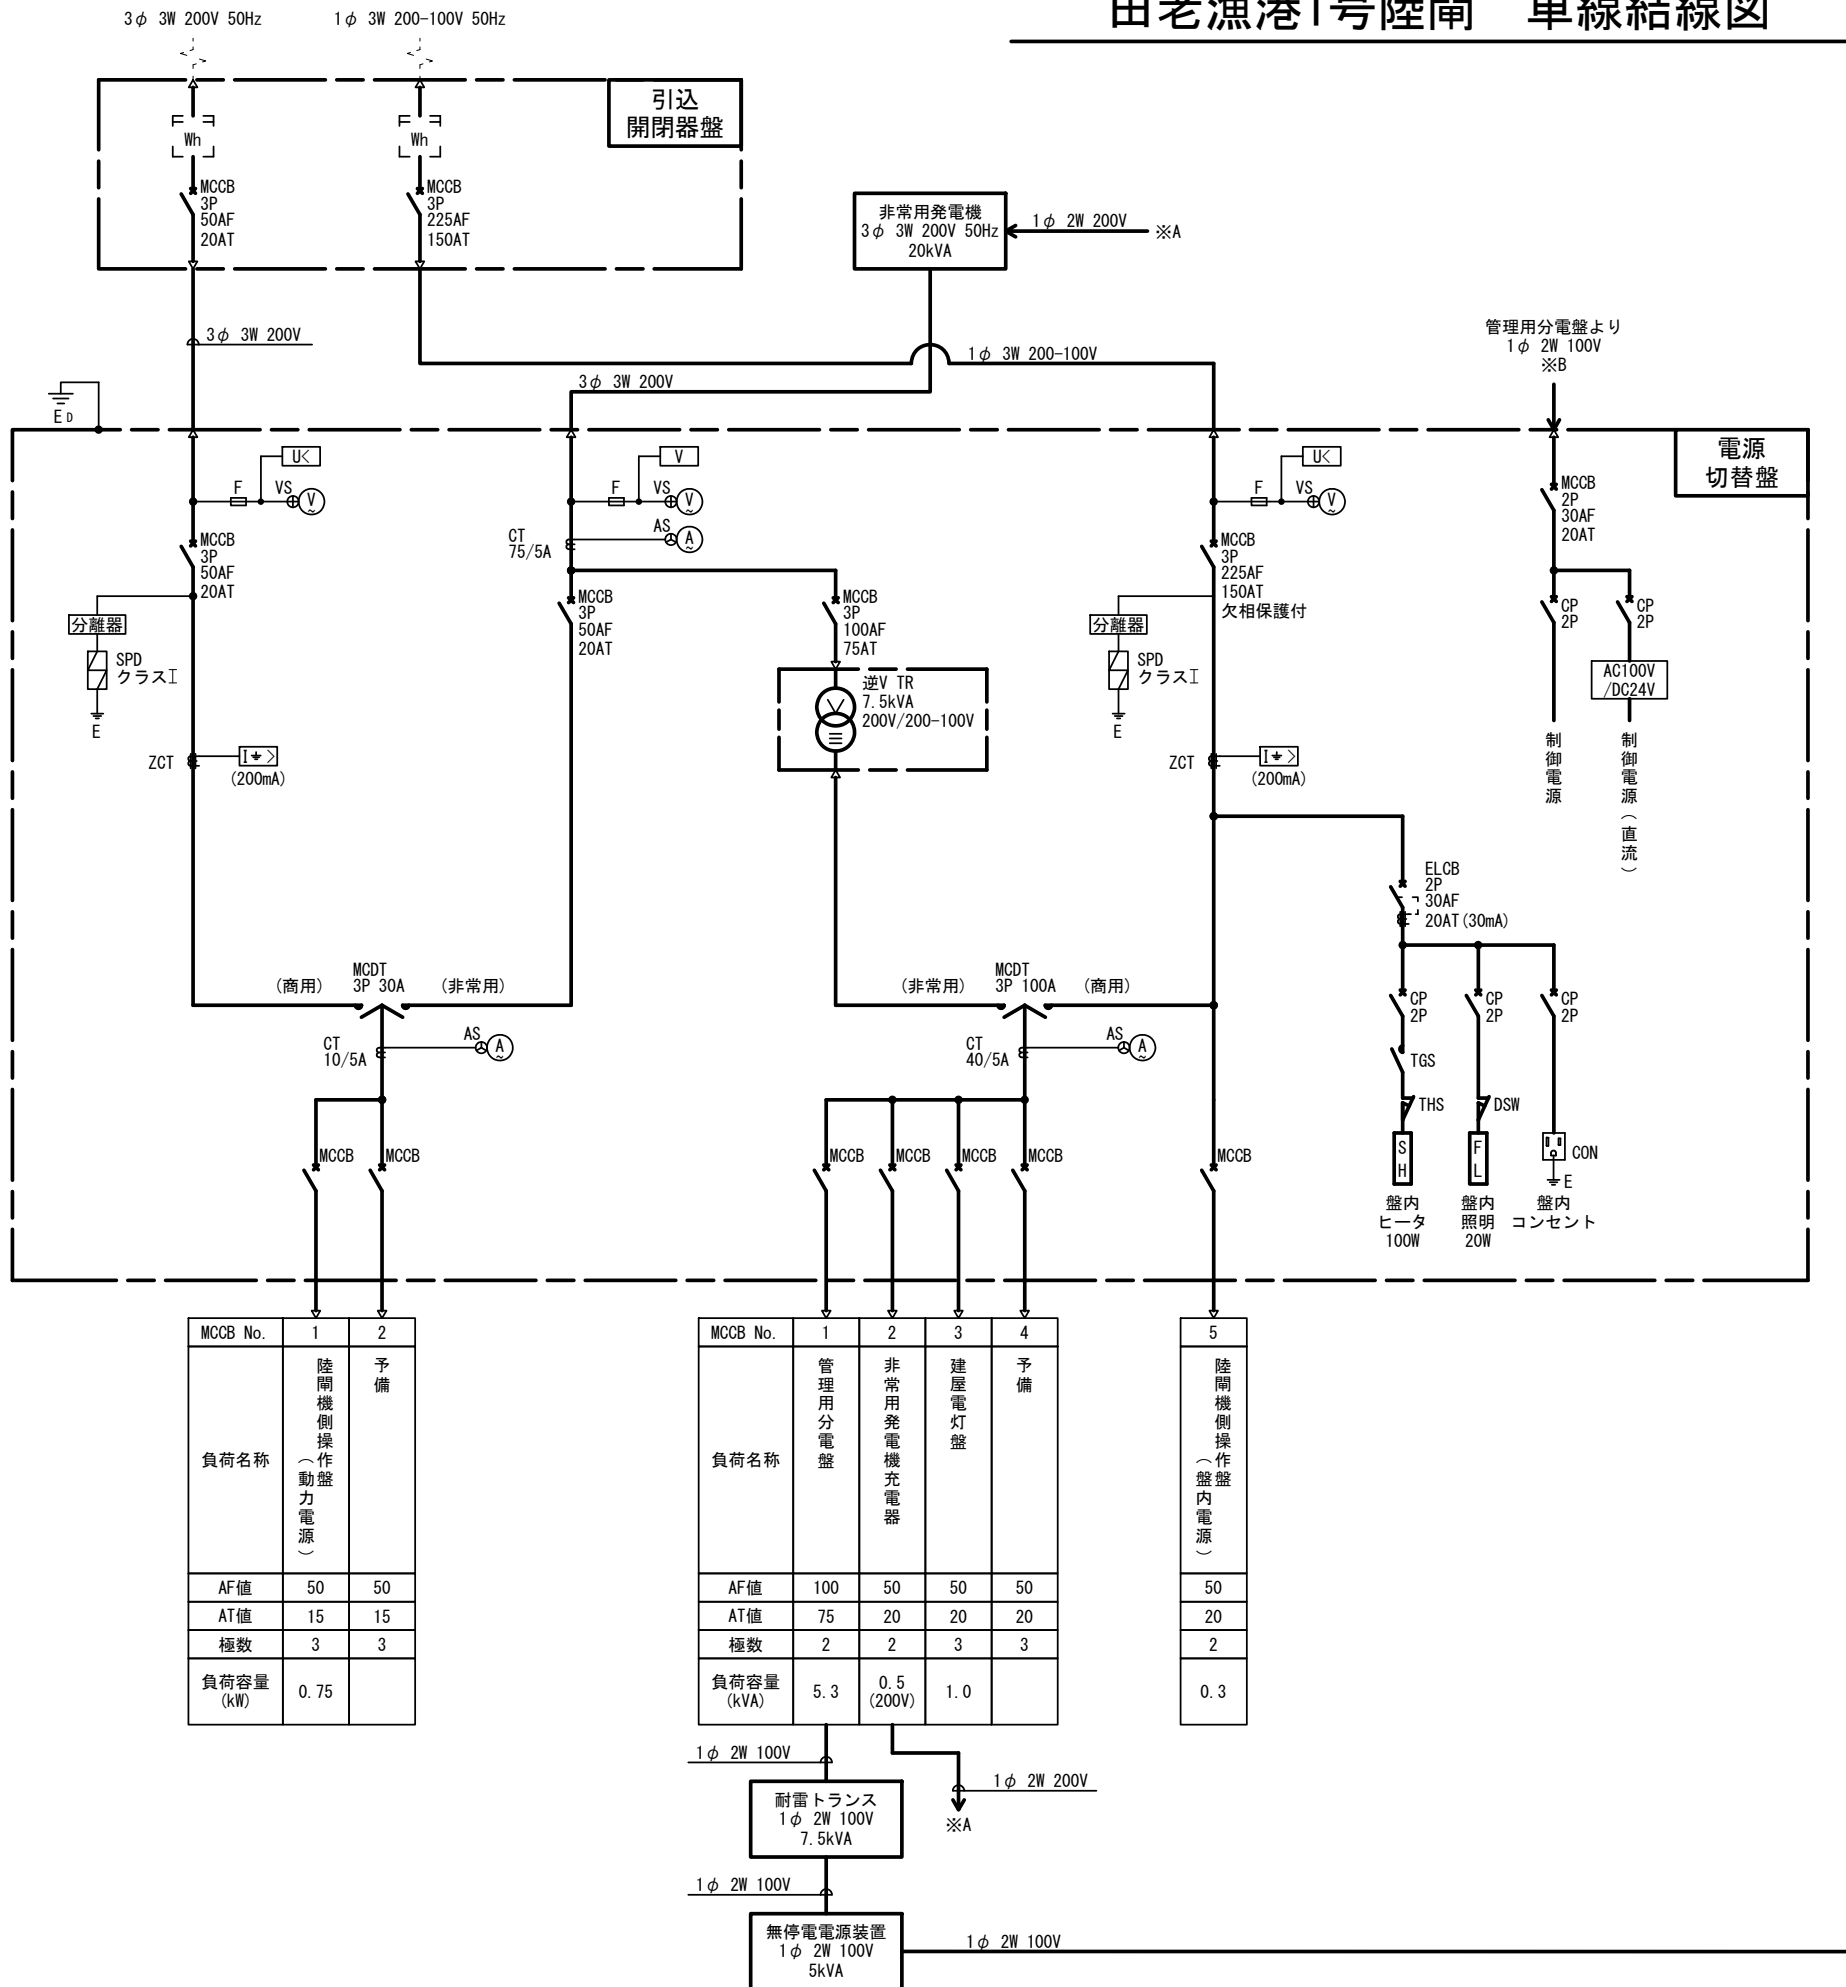 田老漁港1号陸閘　単線結線図
3φ 3W 200V 50Hz
1φ 3W 200-100V 50Hz
引込
開閉器盤
Wh
Wh
MCCB
3P
50AF
20AT
MCCB
3P
225AF
150AT
非常用発電機
3φ 3W 200V 50Hz
20kVA
1φ 2W 200V
※A
3φ 3W 200V
1φ 3W 200-100V
3φ 3W 200V
管理用分電盤より
1φ 2W 100V
※B
ED
電源
切替盤
U<
F
VS
V
~
V
F
VS
V
~
U<
F
VS
V
~
CT
75/5A
AS
A
~
MCCB
3P
50AF
20AT
MCCB
3P
50AF
20AT
MCCB
3P
100AF
75AT
MCCB
3P
225AF
150AT
欠相保護付
MCCB
2P
30AF
20AT
CP
2P
CP
2P
分離器
SPD
クラスⅠ
E
逆V TR
7.5kVA
200V/200-100V
分離器
SPD
クラスⅠ
E
AC100V
/DC24V
制御電源
制御電源（直流）
ZCT
I⏚>
(200mA)
ZCT
I⏚>
(200mA)
ELCB
2P
30AF
20AT(30mA)
(商用)
MCDT
3P 30A
(非常用)
(非常用)
MCDT
3P 100A
(商用)
CT
10/5A
AS
A
~
CT
40/5A
AS
A
~
CP
2P
CP
2P
CP
2P
TGS
THS
DSW
MCCB
MCCB
MCCB
MCCB
MCCB
MCCB
MCCB
SH
FL
CON
E
盤内
ヒータ
100W
盤内
照明
20W
盤内
コンセント
MCCB No. 1 2
負荷名称 陸閘機側操作盤（動力電源） 予備
AF値 50 50
AT値 15 15
極数 3 3
負荷容量
(kW) 0.75
MCCB No. 1 2 3 4
負荷名称 管理用分電盤 非常用発電機充電器 建屋電灯盤 予備
AF値 100 50 50 50
AT値 75 20 20 20
極数 2 2 3 3
負荷容量
(kVA) 5.3 0.5
(200V) 1.0
5
陸閘機側操作盤（盤内電源）
50
20
2
0.3
1φ 2W 100V
1φ 2W 200V
耐雷トランス
1φ 2W 100V
7.5kVA
※A
1φ 2W 100V
無停電電源装置
1φ 2W 100V
5kVA
1φ 2W 100V